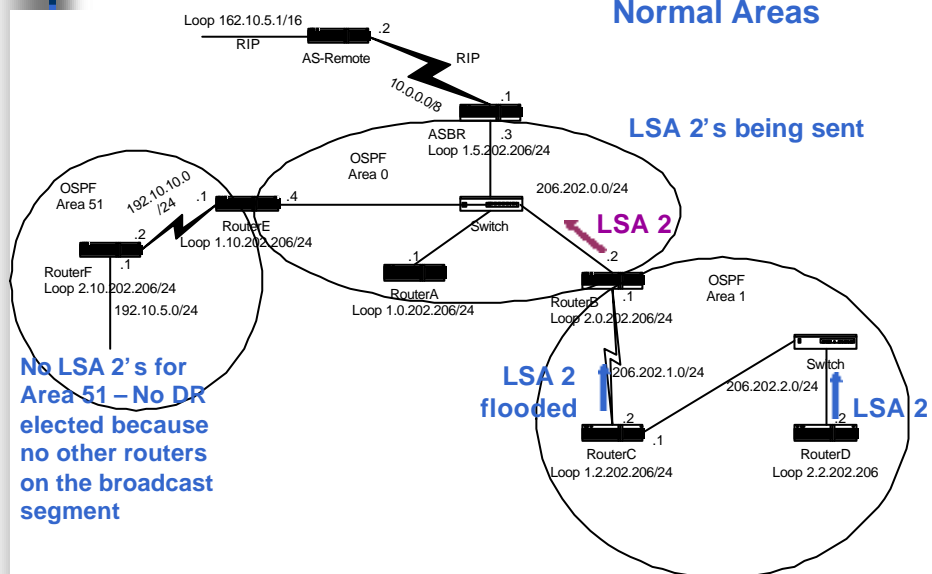 Normal Areas
Loop 162.10.5.1/16
RIP
.2
AS-Remote
RIP
10.0.0.0/8
.1
ASBR
.3
Loop 1.5.202.206/24
LSA 2's being sent
OSPF
Area 0
206.202.0.0/24
OSPF
Area 51
192.10.10.0
/24
.1
.4
RouterE
Loop 1.10.202.206/24
Switch
LSA 2
.2
.2
.1
RouterF
Loop 2.10.202.206/24
192.10.5.0/24
.1
RouterA
Loop 1.0.202.206/24
RouterB
.1
Loop 2.0.202.206/24
OSPF
Area 1
Switch
No LSA 2's for
Area 51 – No DR
elected because
no other routers
on the broadcast
segment
LSA 2
flooded
206.202.1.0/24
206.202.2.0/24
LSA 2
.2
.1
RouterC
Loop 1.2.202.206/24
.2
RouterD
Loop 2.2.202.206